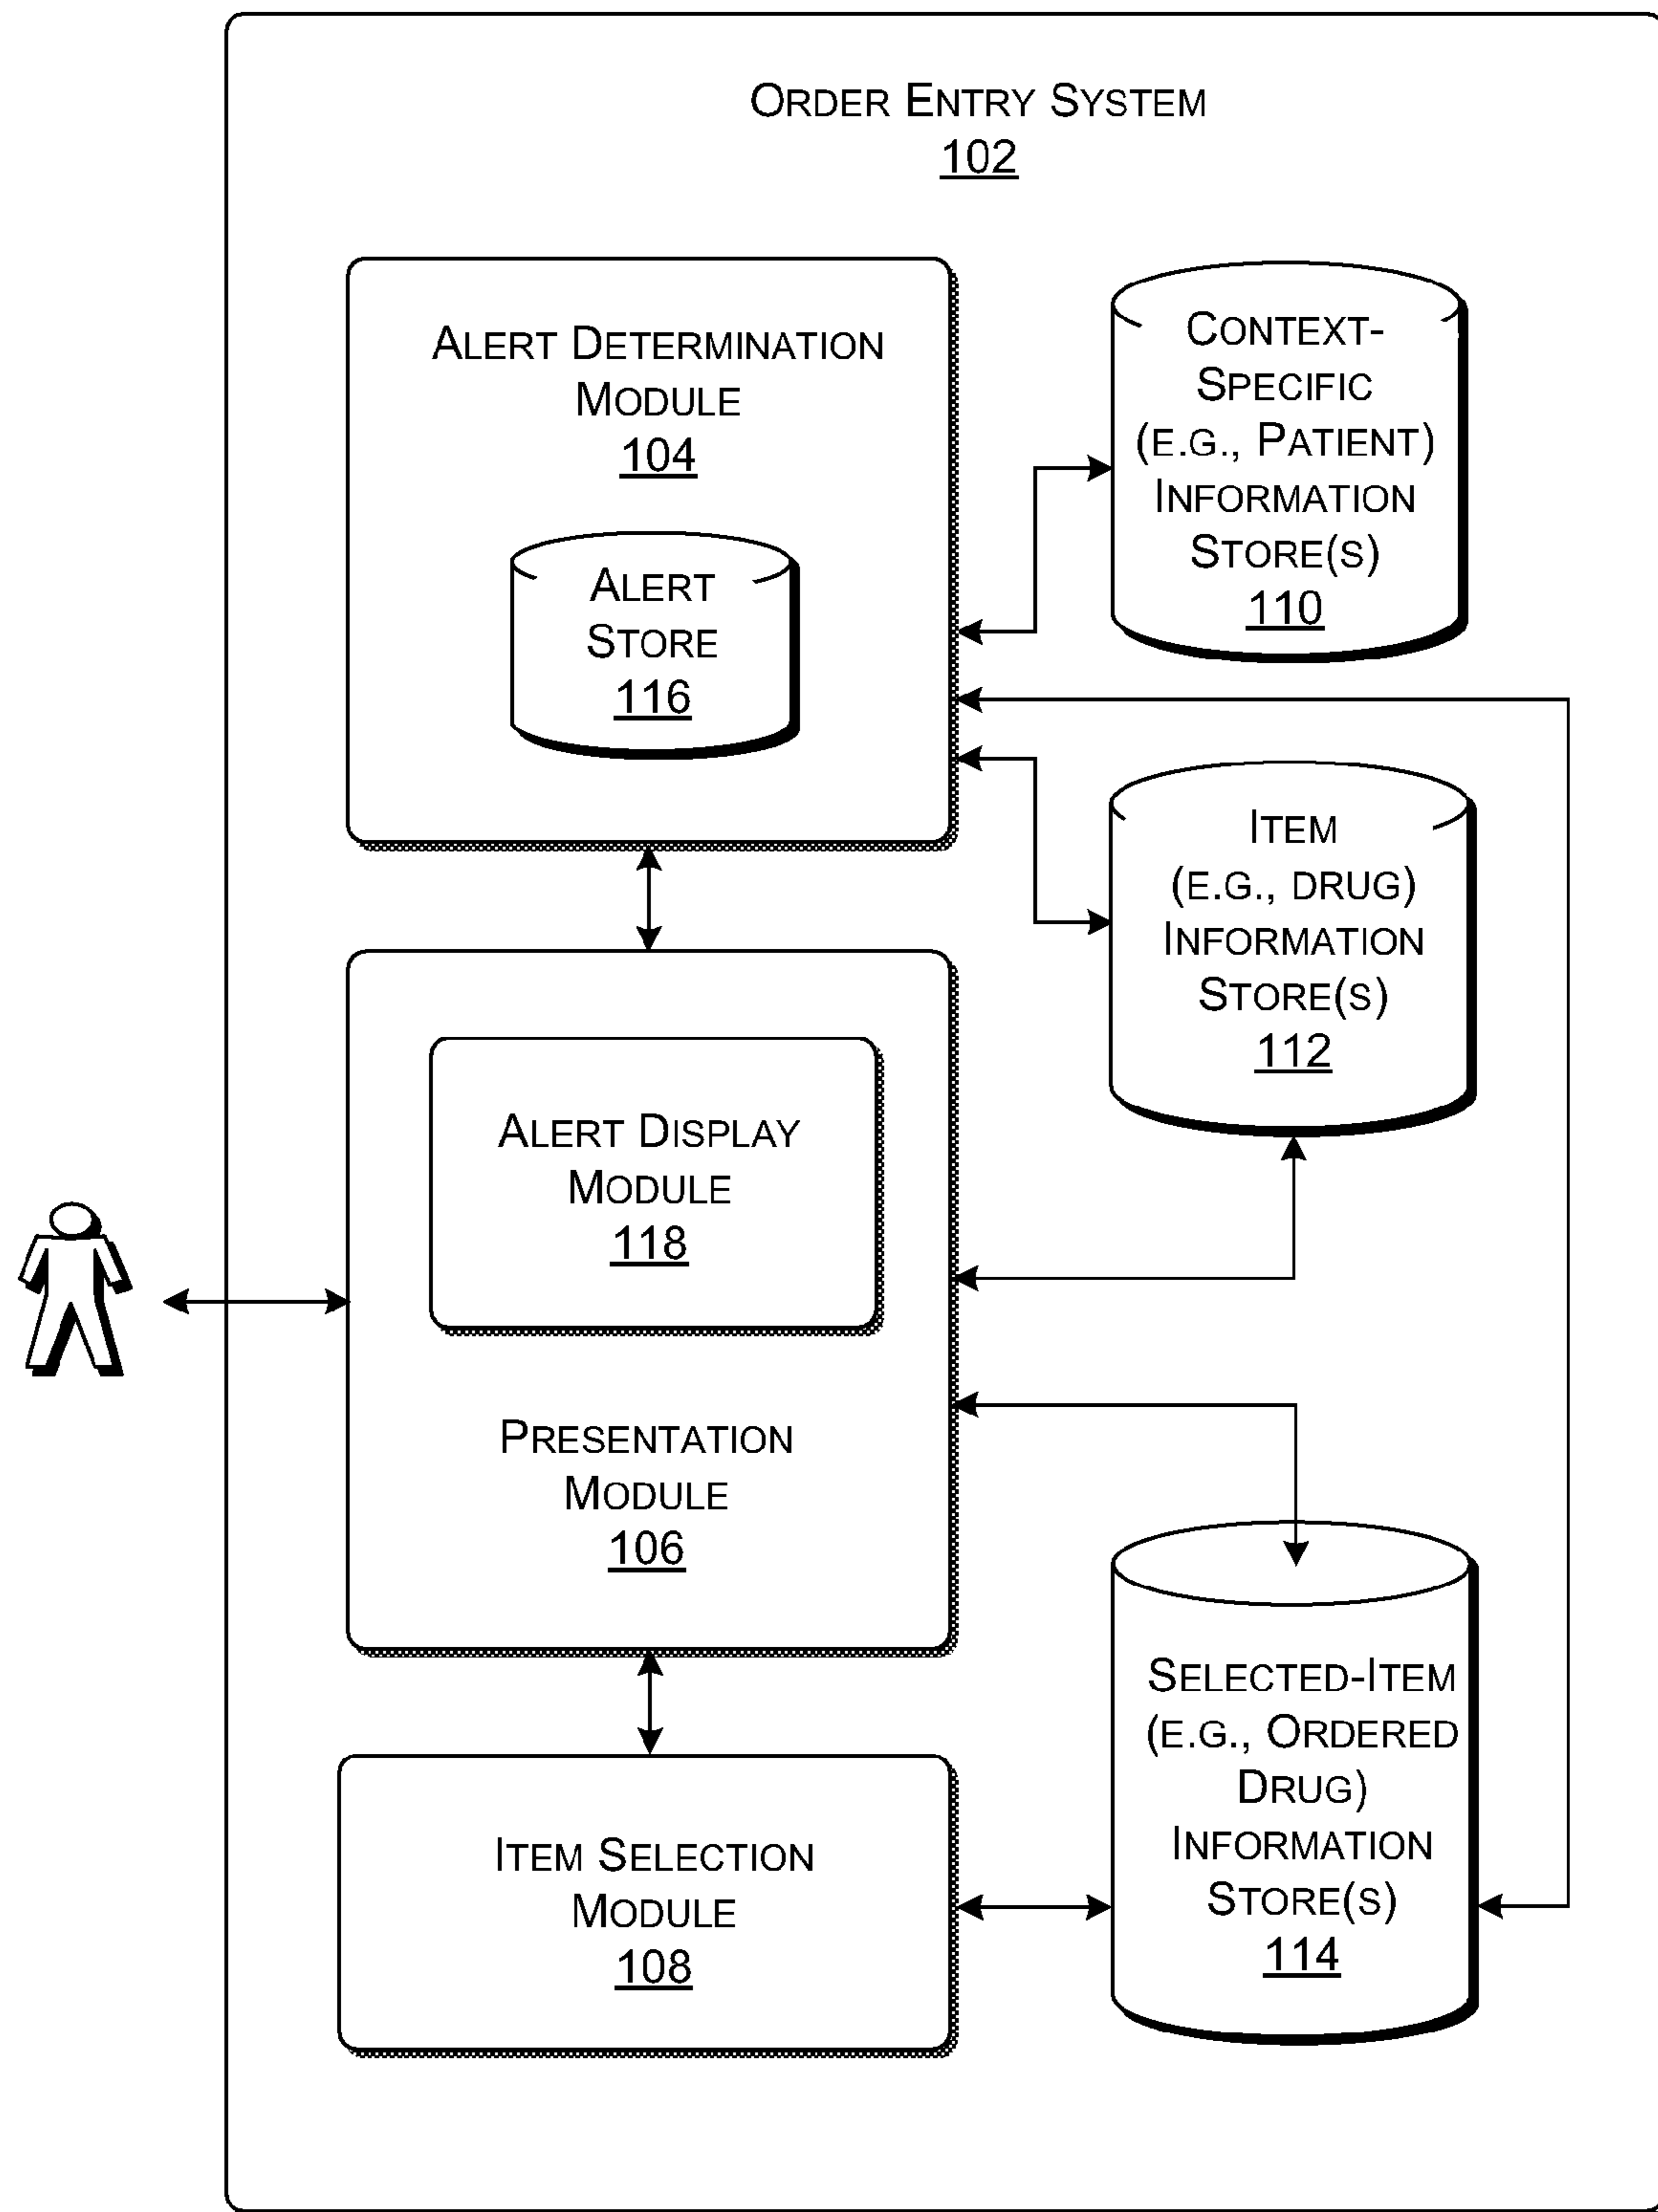 ORDER ENTRY SYSTEM
102
ALERT DETERMINATION
MODULE
104
ALERT
STORE
116
CONTEXT-
SPECIFIC
(E.G., PATIENT)
INFORMATION
STORE(S)
110
ITEM
(E.G., DRUG)
INFORMATION
STORE(S)
112
ALERT DISPLAY
MODULE
118
PRESENTATION
MODULE
106
SELECTED-ITEM
(E.G., ORDERED
DRUG)
INFORMATION
STORE(S)
114
ITEM SELECTION
MODULE
108